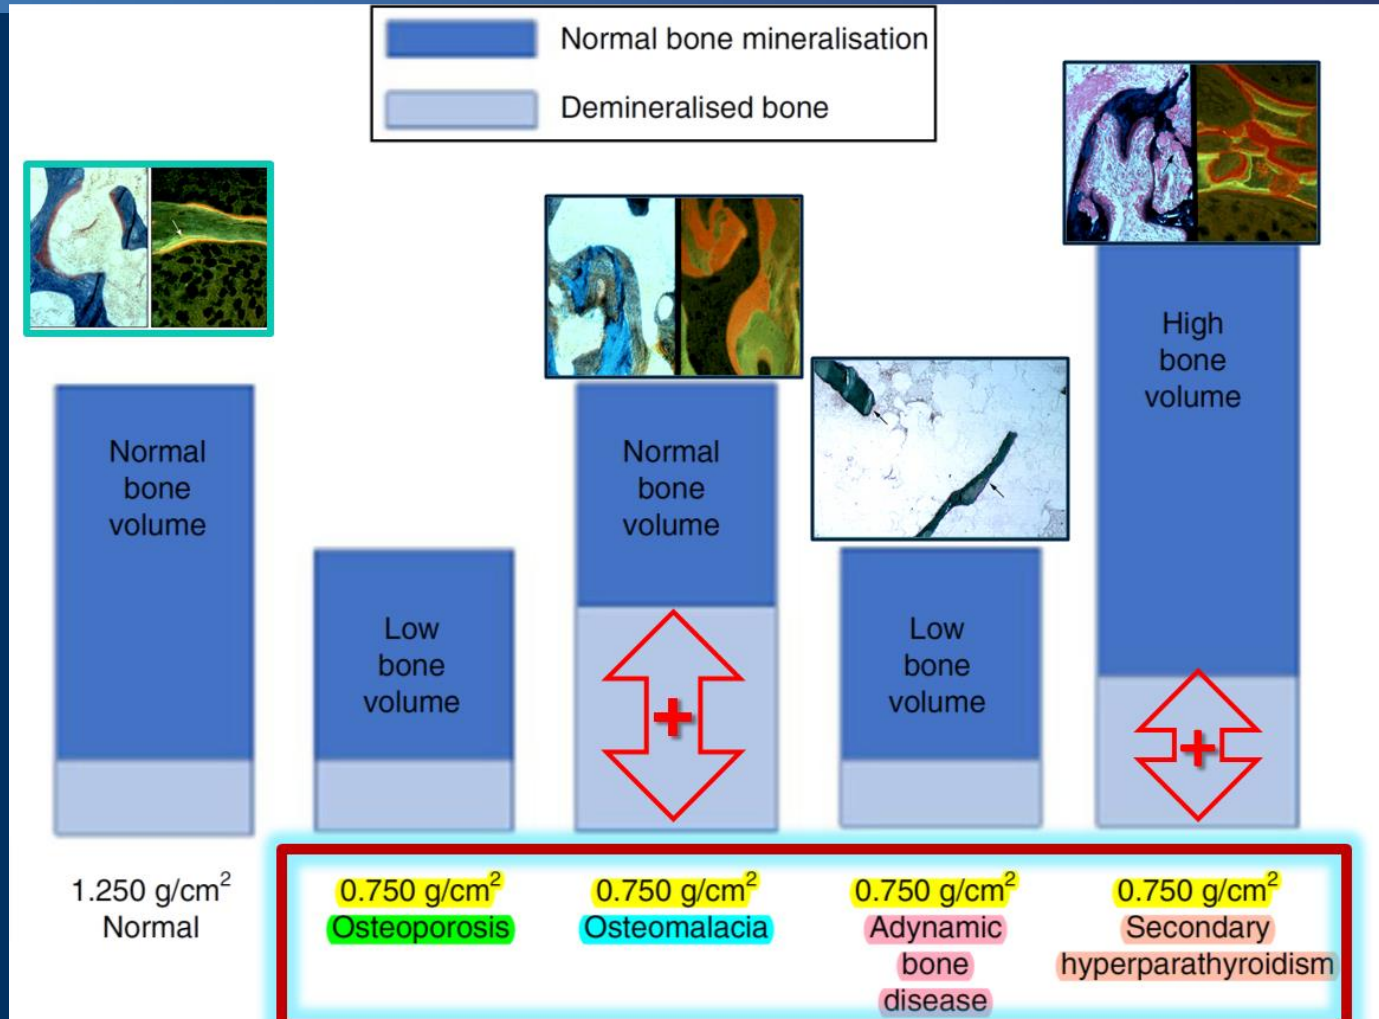 Normal bone mineralisation
Demineralised bone
Normal
bone
volume
Low
bone
volume
Normal
bone
volume
Low
bone
volume
High
bone
volume
+
+
1.250 g/cm²
Normal
0.750 g/cm²
Osteoporosis
0.750 g/cm²
Osteomalacia
0.750 g/cm²
Adynamic
bone
disease
0.750 g/cm²
Secondary
hyperparathyroidism